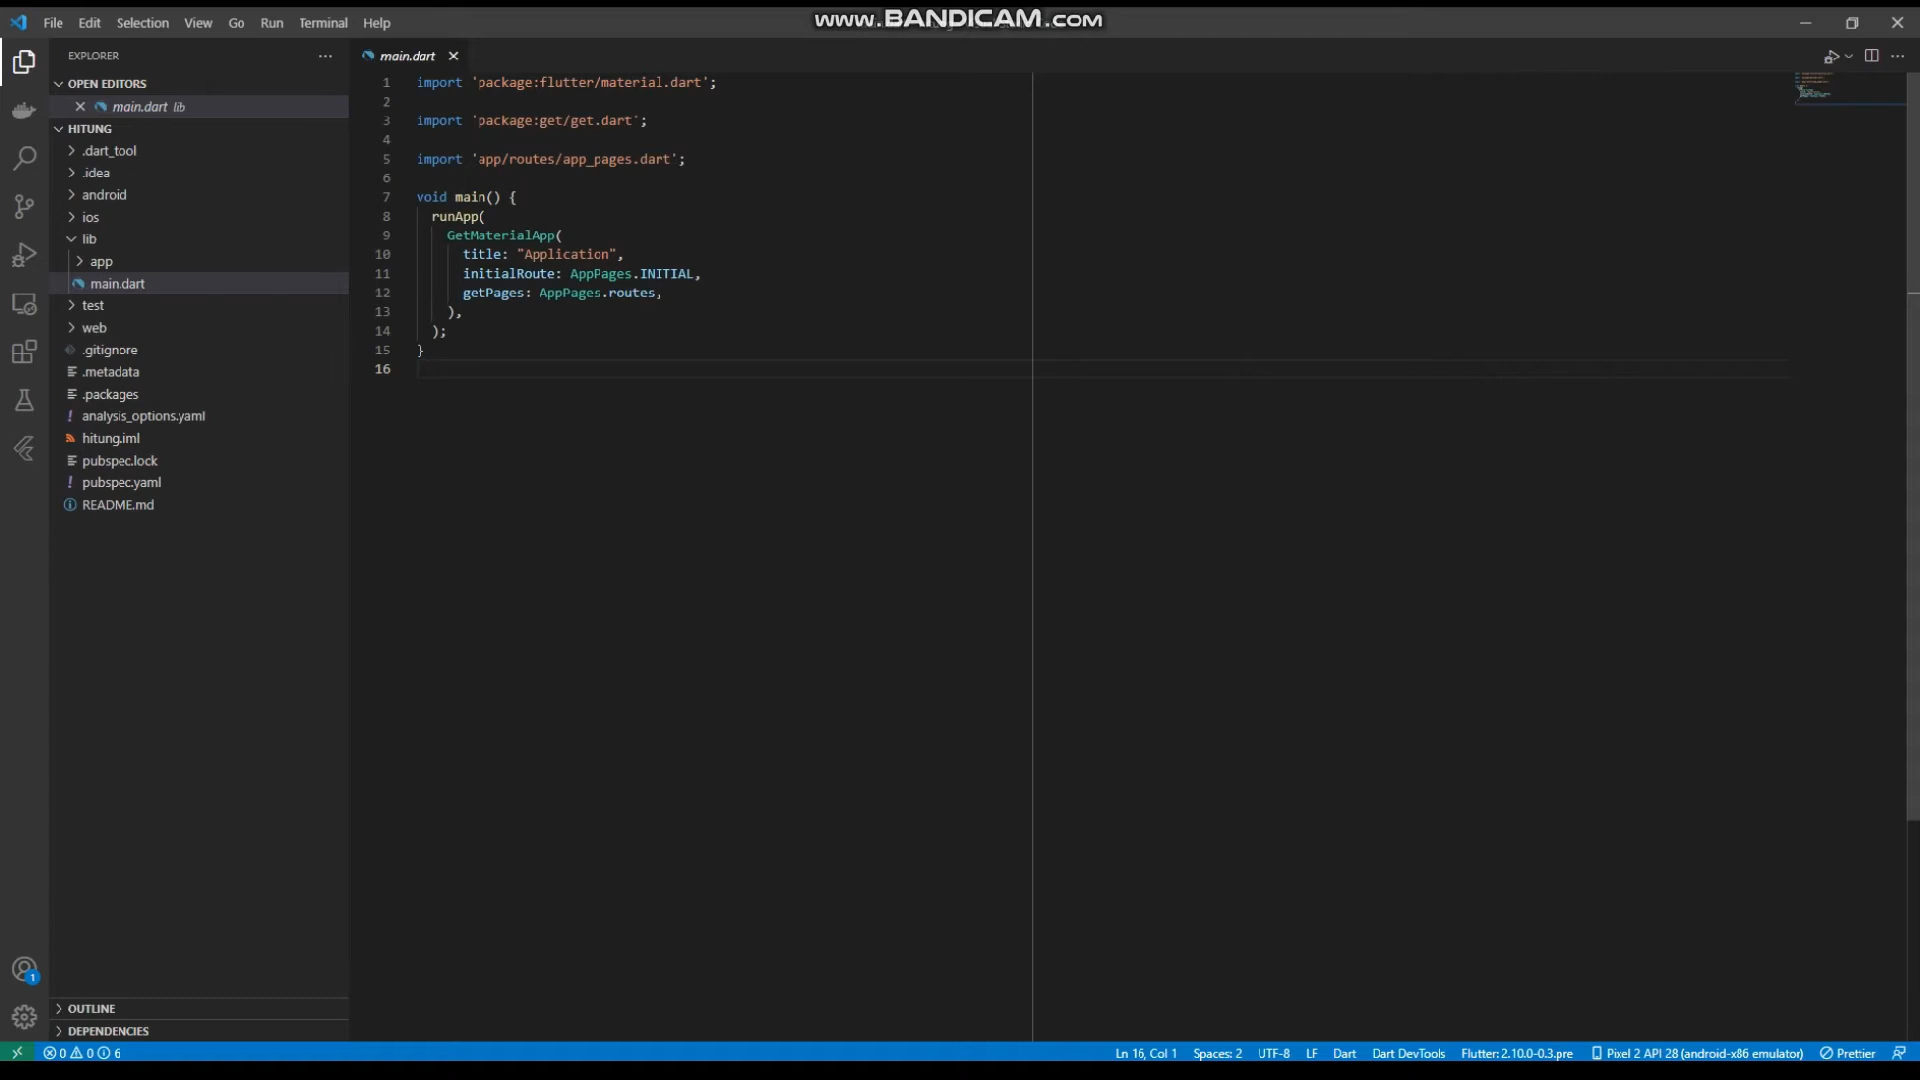 File Edit Selection View Go Run Terminal Help
www.BANDICAM.com
EXPLORER
OPEN EDITORS
main.dart lib
HITUNG
.dart_tool
.idea
android
ios
lib
app
main.dart
test
web
.gitignore
.metadata
.packages
analysis_options.yaml
hitung.iml
pubspec.lock
pubspec.yaml
README.md
OUTLINE
DEPENDENCIES
main.dart
1 import 'package:flutter/material.dart';
2
3 import 'package:get/get.dart';
4
5 import 'app/routes/app_pages.dart';
6
7 void main() {
8 runApp(
9 GetMaterialApp(
10 title: "Application",
11 initialRoute: AppPages.INITIAL,
12 getPages: AppPages.routes,
13 ),
14 );
15 }
16
1
0 0 6 Ln 16, Col 1 Spaces: 2 UTF-8 LF Dart Dart DevTools Flutter: 2.10.0-0.3.pre Pixel 2 API 28 (android-x86 emulator) Prettier